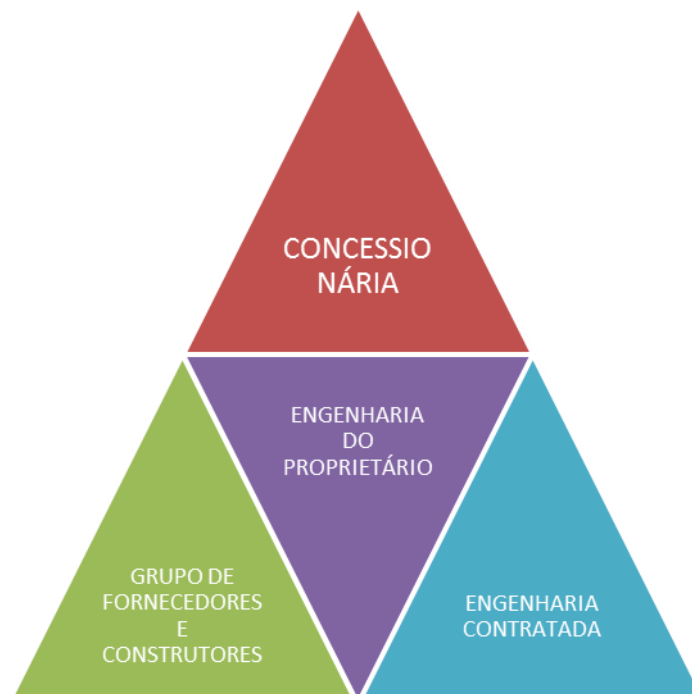 CONCESSIO
NÁRIA
ENGENHARIA
DO
PROPRIETÁRIO
GRUPO DE
FORNECEDORES
E
CONSTRUTORES
ENGENHARIA
CONTRATADA